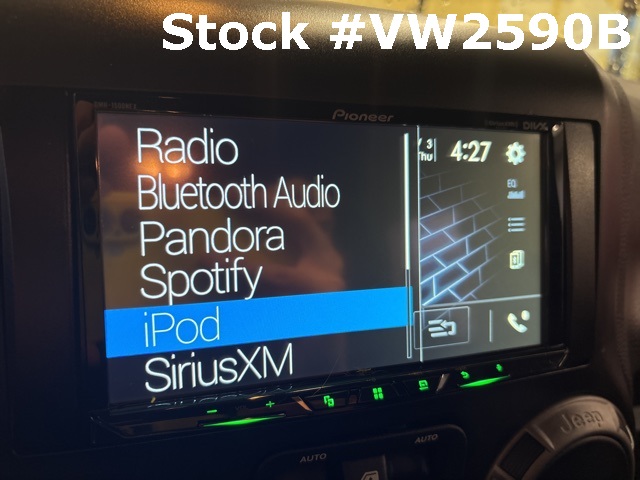 Stock #VW2590B
Pioneer
Radio
Bluetooth Audio
Pandora
Spotify
iPod
SiriusXM
/ 3
Thu
4:27
EQ
AUTO
AUTO
Jeep